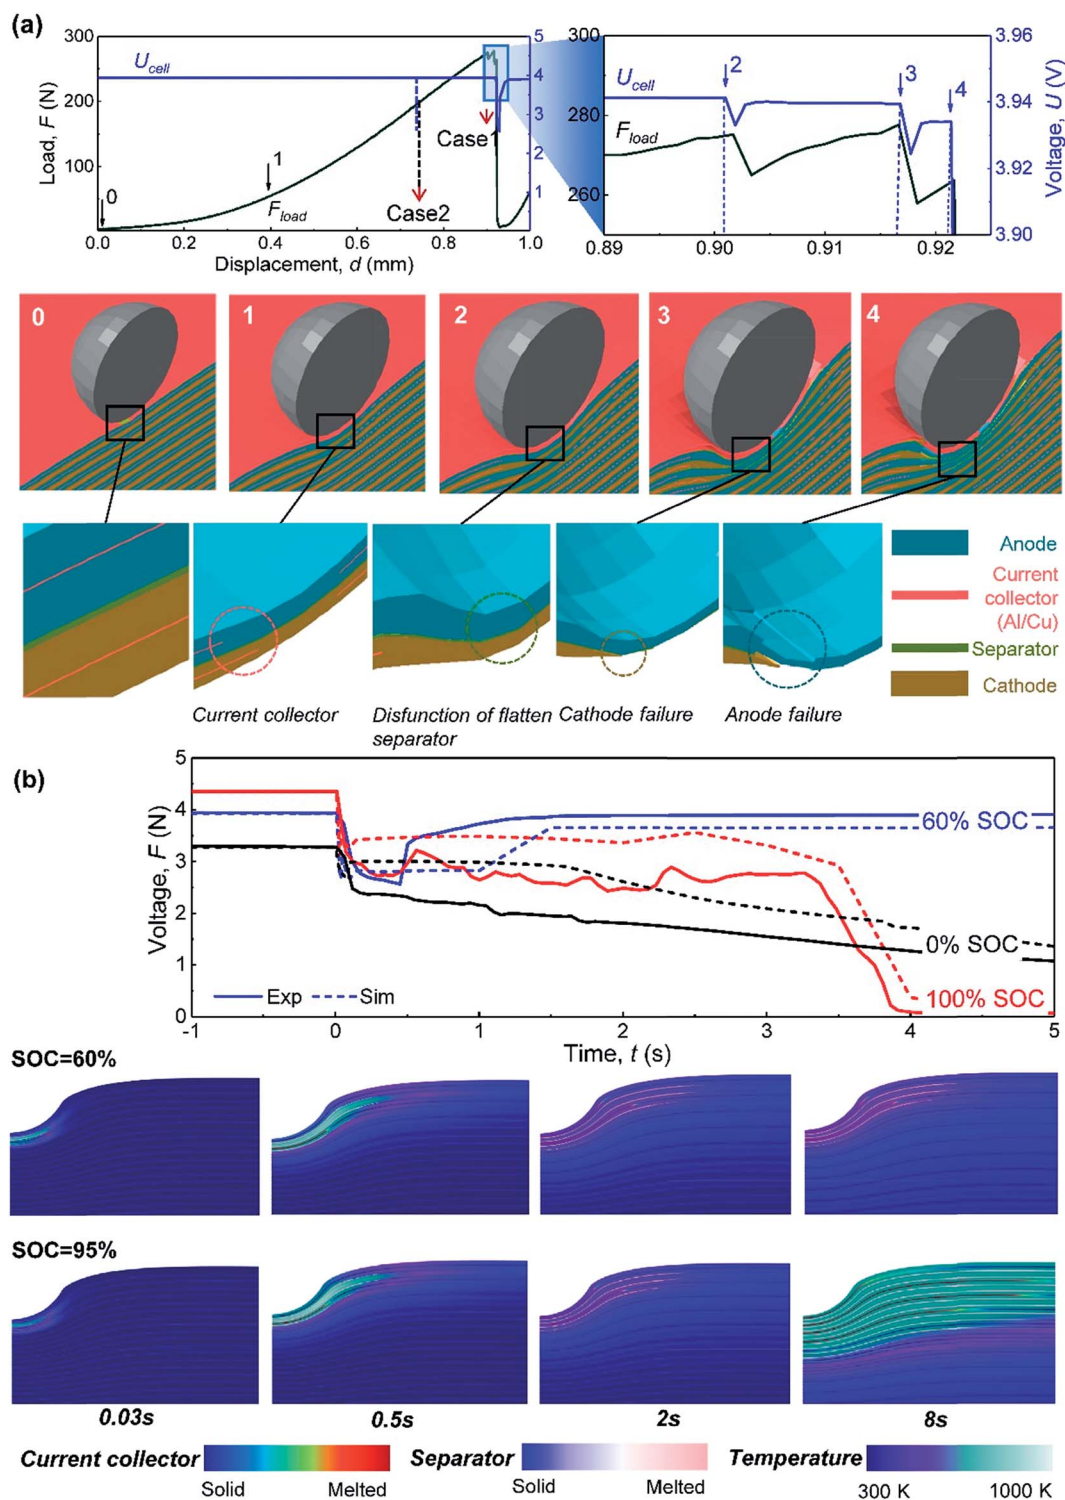 (a)
300
200
100
Load, F (N)
U_cell
0
1
F_load
Case1
Case2
5
4
3
2
1
0
0.0
0.2
0.4
0.6
0.8
1.0
Displacement, d (mm)
300
280
260
250
U_cell
F_load
2
3
4
3.96
3.94
3.92
3.90
Voltage, U (V)
0.89
0.90
0.91
0.92
0
1
2
3
4
Anode
Current
collector
(Al/Cu)
Separator
Cathode
Current collector
Disfunction of flatten
separator
Cathode failure
Anode failure
(b)
5
4
3
2
1
0
Voltage, F (N)
60% SOC
0% SOC
100% SOC
Exp
Sim
-1
0
1
2
3
4
5
Time, t (s)
SOC=60%
SOC=95%
0.03s
0.5s
2s
8s
Current collector
Solid
Melted
Separator
Solid
Melted
Temperature
300 K
1000 K